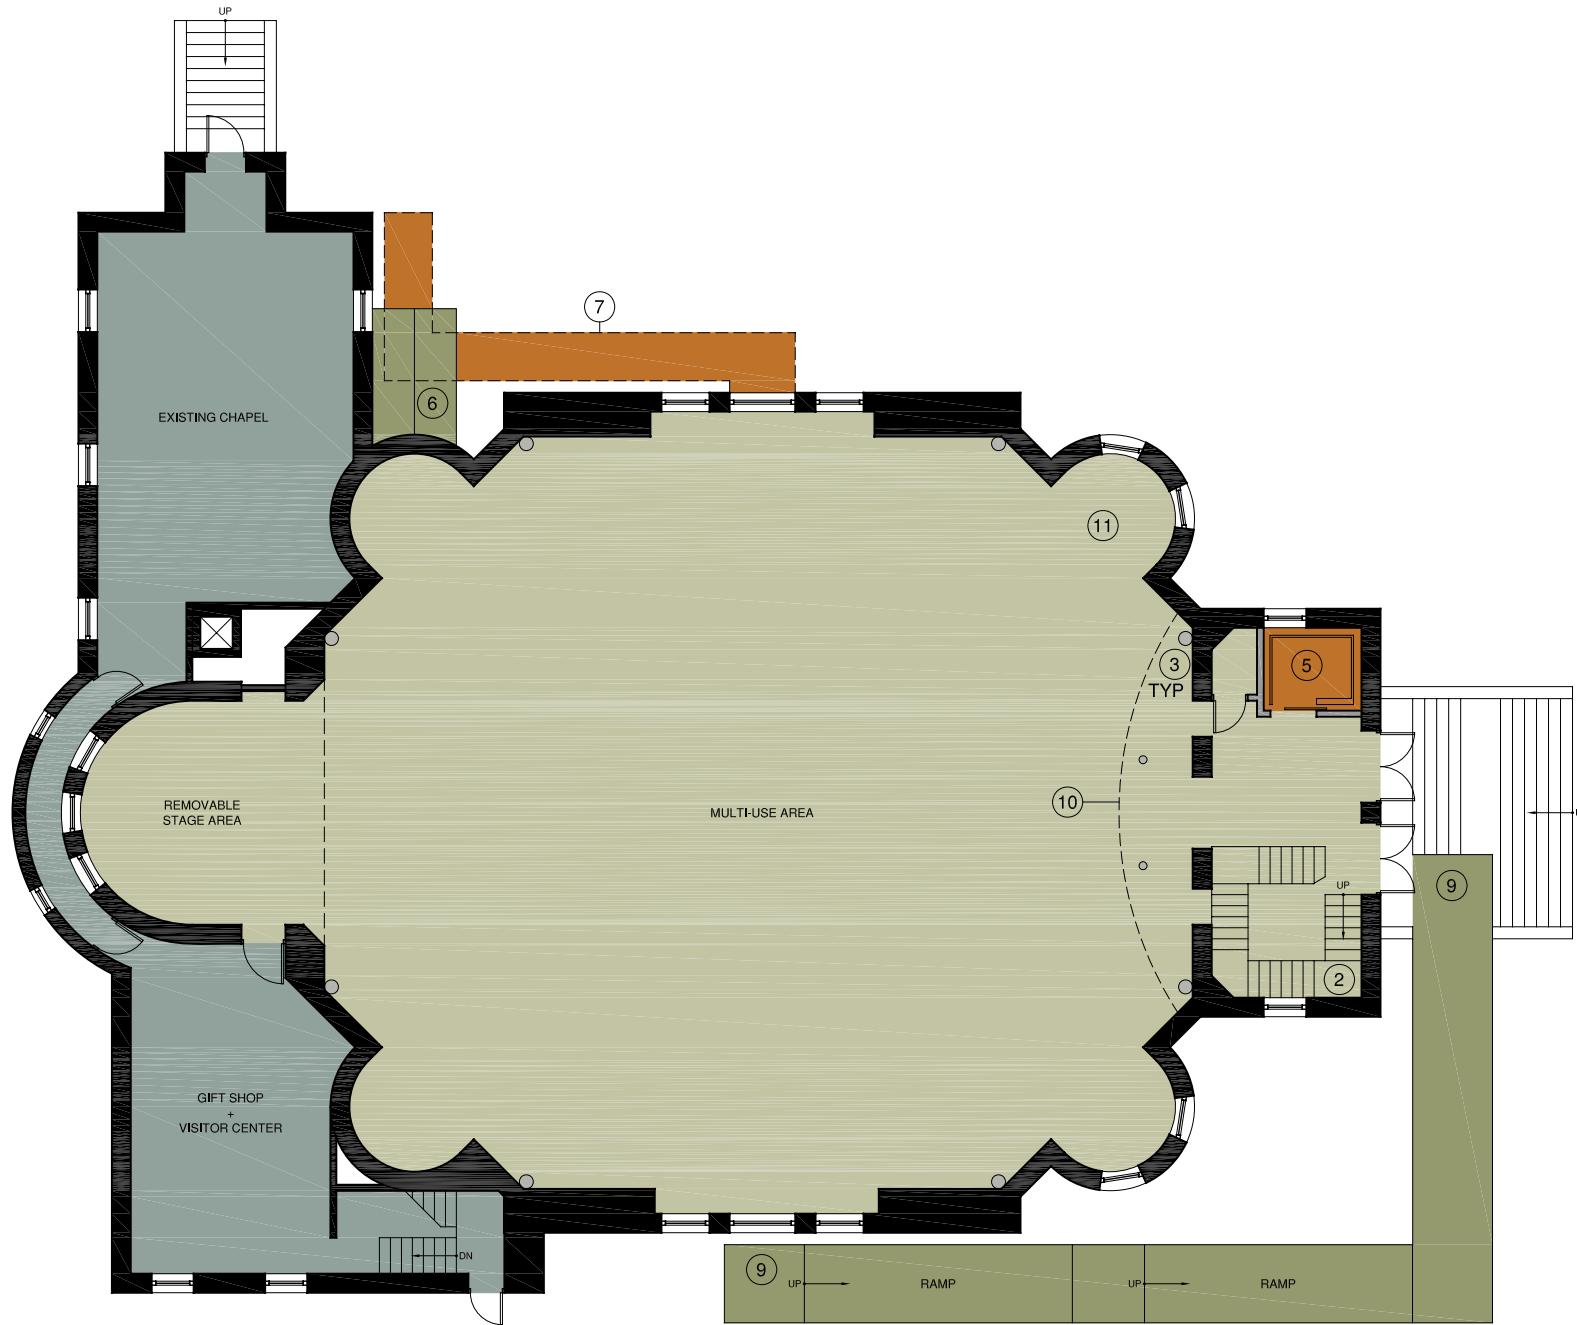 UP
7
6
EXISTING CHAPEL
11
3
TYP
5
REMOVABLE
STAGE AREA
MULTI-USE AREA
10
UP
9
2
GIFT SHOP
+
VISITOR CENTER
DN
9
UP
RAMP
UP
RAMP